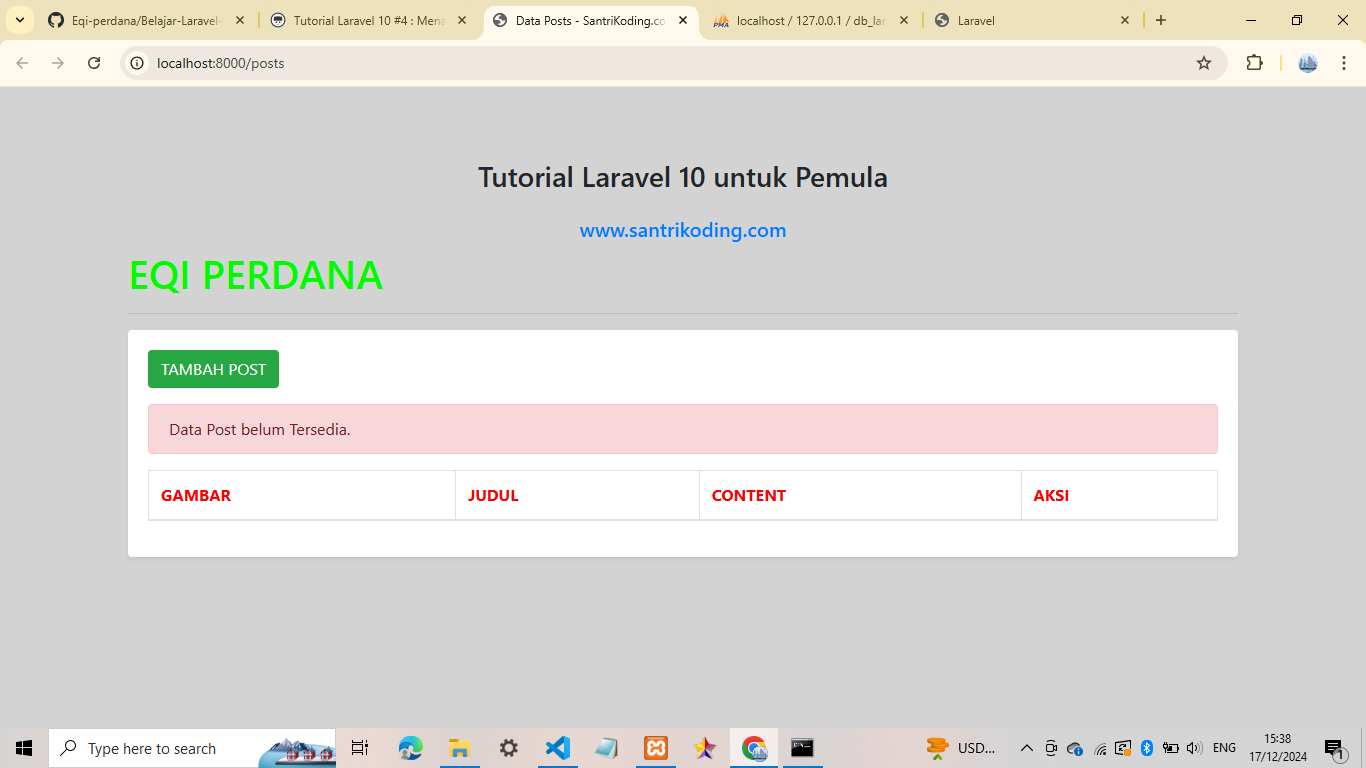 Eqi-perdana/Belajar-Laravel-
Tutorial Laravel 10 #4 : Mena
Data Posts - SantriKoding.co
localhost / 127.0.0.1 / db_lar
Laravel
localhost:8000/posts
Tutorial Laravel 10 untuk Pemula
www.santrikoding.com
EQI PERDANA
TAMBAH POST
Data Post belum Tersedia.
GAMBAR JUDUL CONTENT AKSI
Type here to search
USD...
ENG
15:38
17/12/2024
1